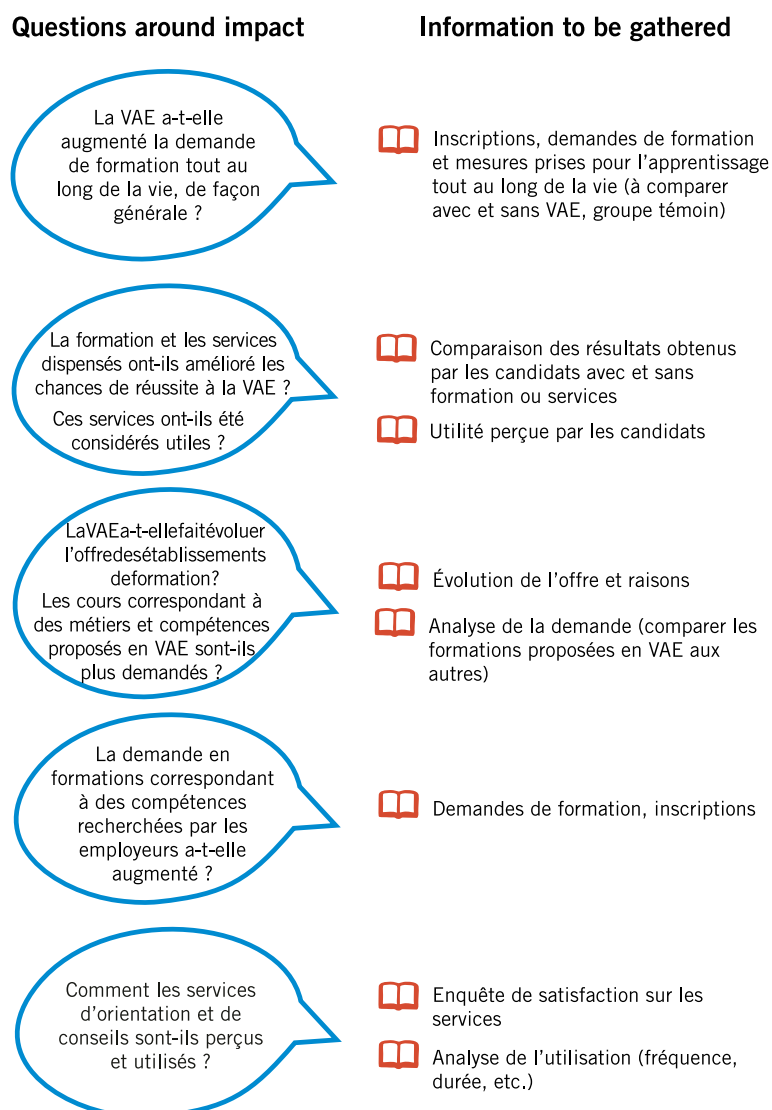 Questions around impact
Information to be gathered
La VAE a-t-elle
augmenté la demande
de formation tout au
long de la vie, de façon
générale ?
Inscriptions, demandes de formation
et mesures prises pour l'apprentissage
tout au long de la vie (à comparer
avec et sans VAE, groupe témoin)
La formation et les services
dispensés ont-ils amélioré les
chances de réussite à la VAE ?
Ces services ont-ils été
considérés utiles ?
Comparaison des résultats obtenus
par les candidats avec et sans
formation ou services
Utilité perçue par les candidats
LaVAEa-t-ellefaitévoluer
l'offredesétablissements
deformation?
Les cours correspondant à
des métiers et compétences
proposés en VAE sont-ils
plus demandés ?
Évolution de l'offre et raisons
Analyse de la demande (comparer les
formations proposées en VAE aux
autres)
La demande en
formations correspondant
à des compétences
recherchées par les
employeurs a-t-elle
augmenté ?
Demandes de formation, inscriptions
Comment les services
d'orientation et de
conseils sont-ils perçus
et utilisés ?
Enquête de satisfaction sur les
services
Analyse de l'utilisation (fréquence,
durée, etc.)